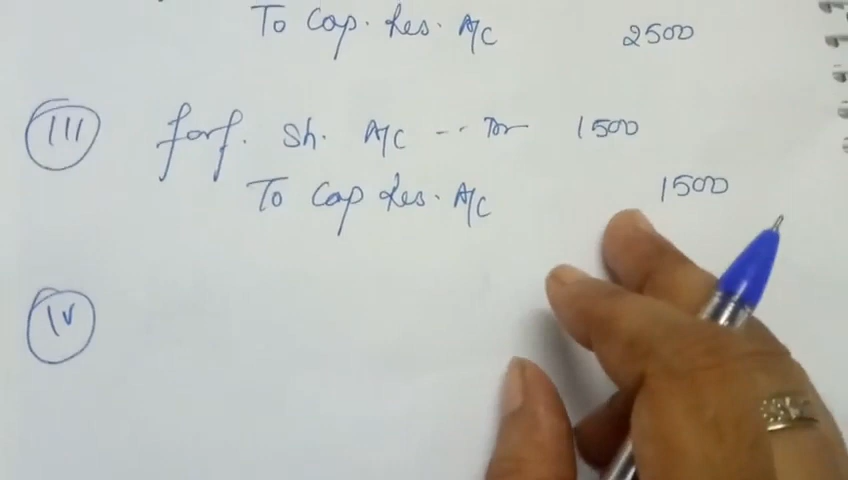 To Cap. Res. A/C 2500
III forf. Sh. A/C -- Dr 1500
To Cap Res. A/C 1500
IV